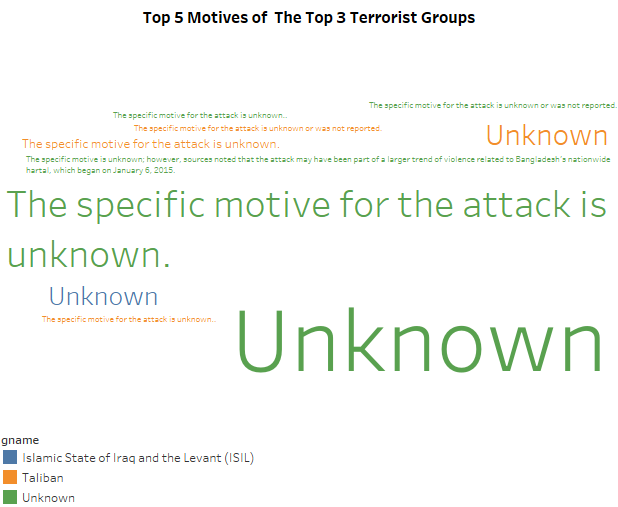 Top 5 Motives of  The Top 3 Terrorist Groups
The specific motive for the attack is unknown or was not reported.
The specific motive for the attack is unknown..
The specific motive for the attack is unknown or was not reported.
Unknown
The specific motive for the attack is unknown.
The specific motive is unknown; however, sources noted that the attack may have been part of a larger trend of violence related to Bangladesh's nationwide
hartal, which began on January 6, 2015.
The specific motive for the attack is
unknown.
Unknown
The specific motive for the attack is unknown..
Unknown
gname
Islamic State of Iraq and the Levant (ISIL)
Taliban
Unknown